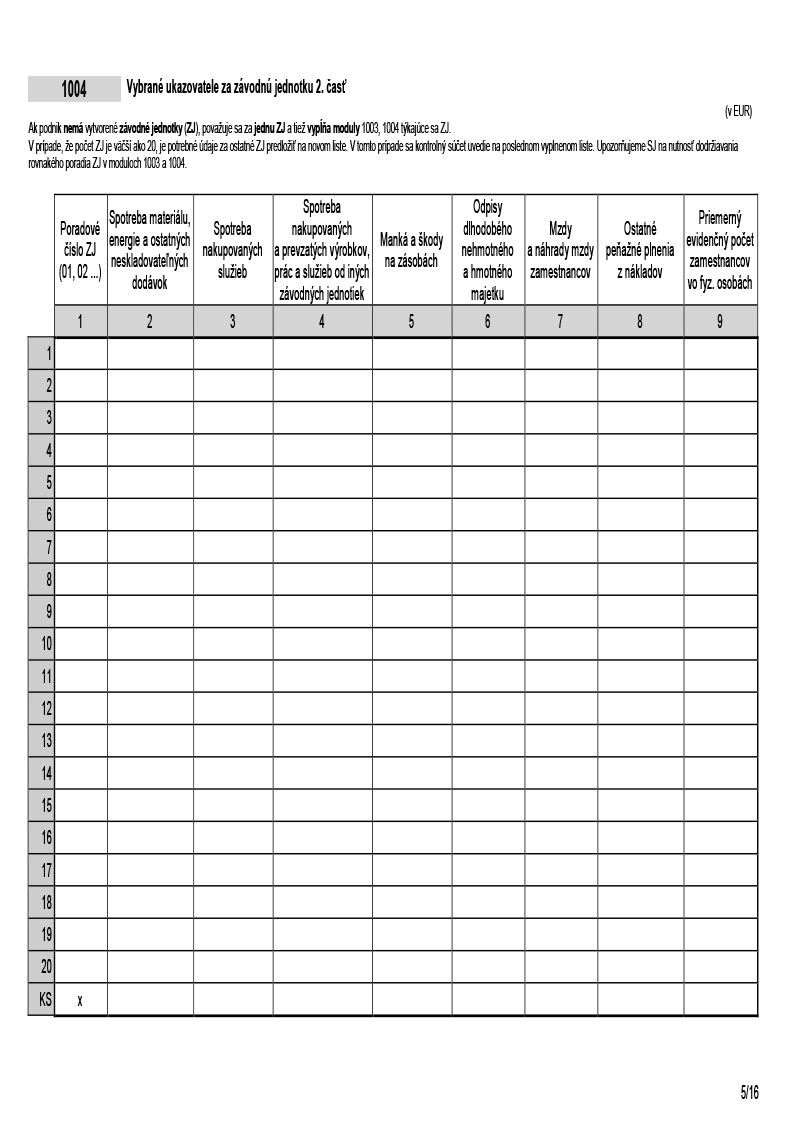 1004
Vybrané ukazovatele za závodnú jednotku 2. časť
(v EUR)
Ak podnik nemá vytvorené závodné jednotky (ZJ), považuje sa za jednu ZJ a tiež vypĺňa moduly 1003, 1004 týkajúce sa ZJ.
V prípade, že počet ZJ je väčší ako 20, je potrebné údaje za ostatné ZJ predložiť na novom liste. V tomto prípade sa kontrolný súčet uvedie na poslednom vyplnenom liste. Upozorňujeme SJ na nutnosť dodržiavania
rovnakého poradia ZJ v moduloch 1003 a 1004.
Poradové
číslo ZJ
(01, 02 ...)
Spotreba materiálu,
energie a ostatných
neskladovateľných
dodávok
Spotreba
nakupovaných
služieb
Spotreba
nakupovaných
a prevzatých výrobkov,
prác a služieb od iných
závodných jednotiek
Manká a škody
na zásobách
Odpisy
dlhodobého
nehmotného
a hmotného
majetku
Mzdy
a náhrady mzdy
zamestnancov
Ostatné
peňažné plnenia
z nákladov
Priemerný
evidenčný počet
zamestnancov
vo fyz. osobách
1 2 3 4 5 6 7 8 9
1
2
3
4
5
6
7
8
9
10
11
12
13
14
15
16
17
18
19
20
KS x
5/16